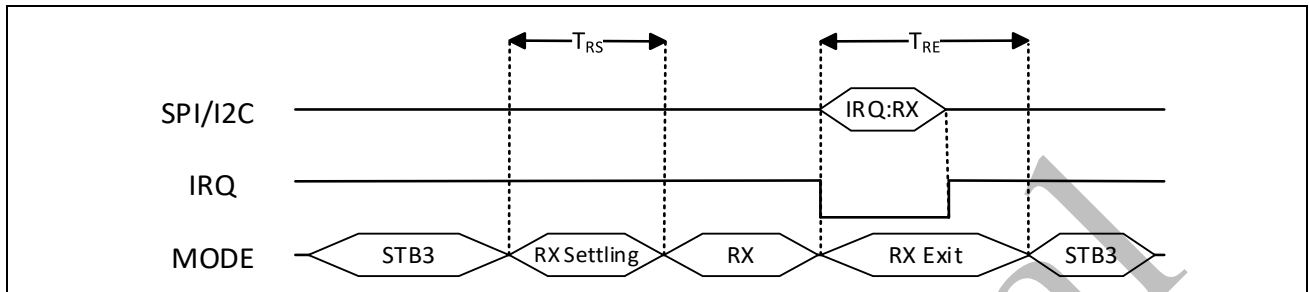 T_RS T_RE
SPI/I2C IRQ:RX
IRQ
MODE STB3 RX Settling RX RX Exit STB3